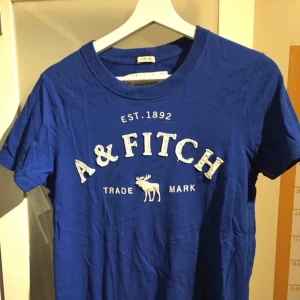 EST. 1892
A & FITCH
TRADE MARK